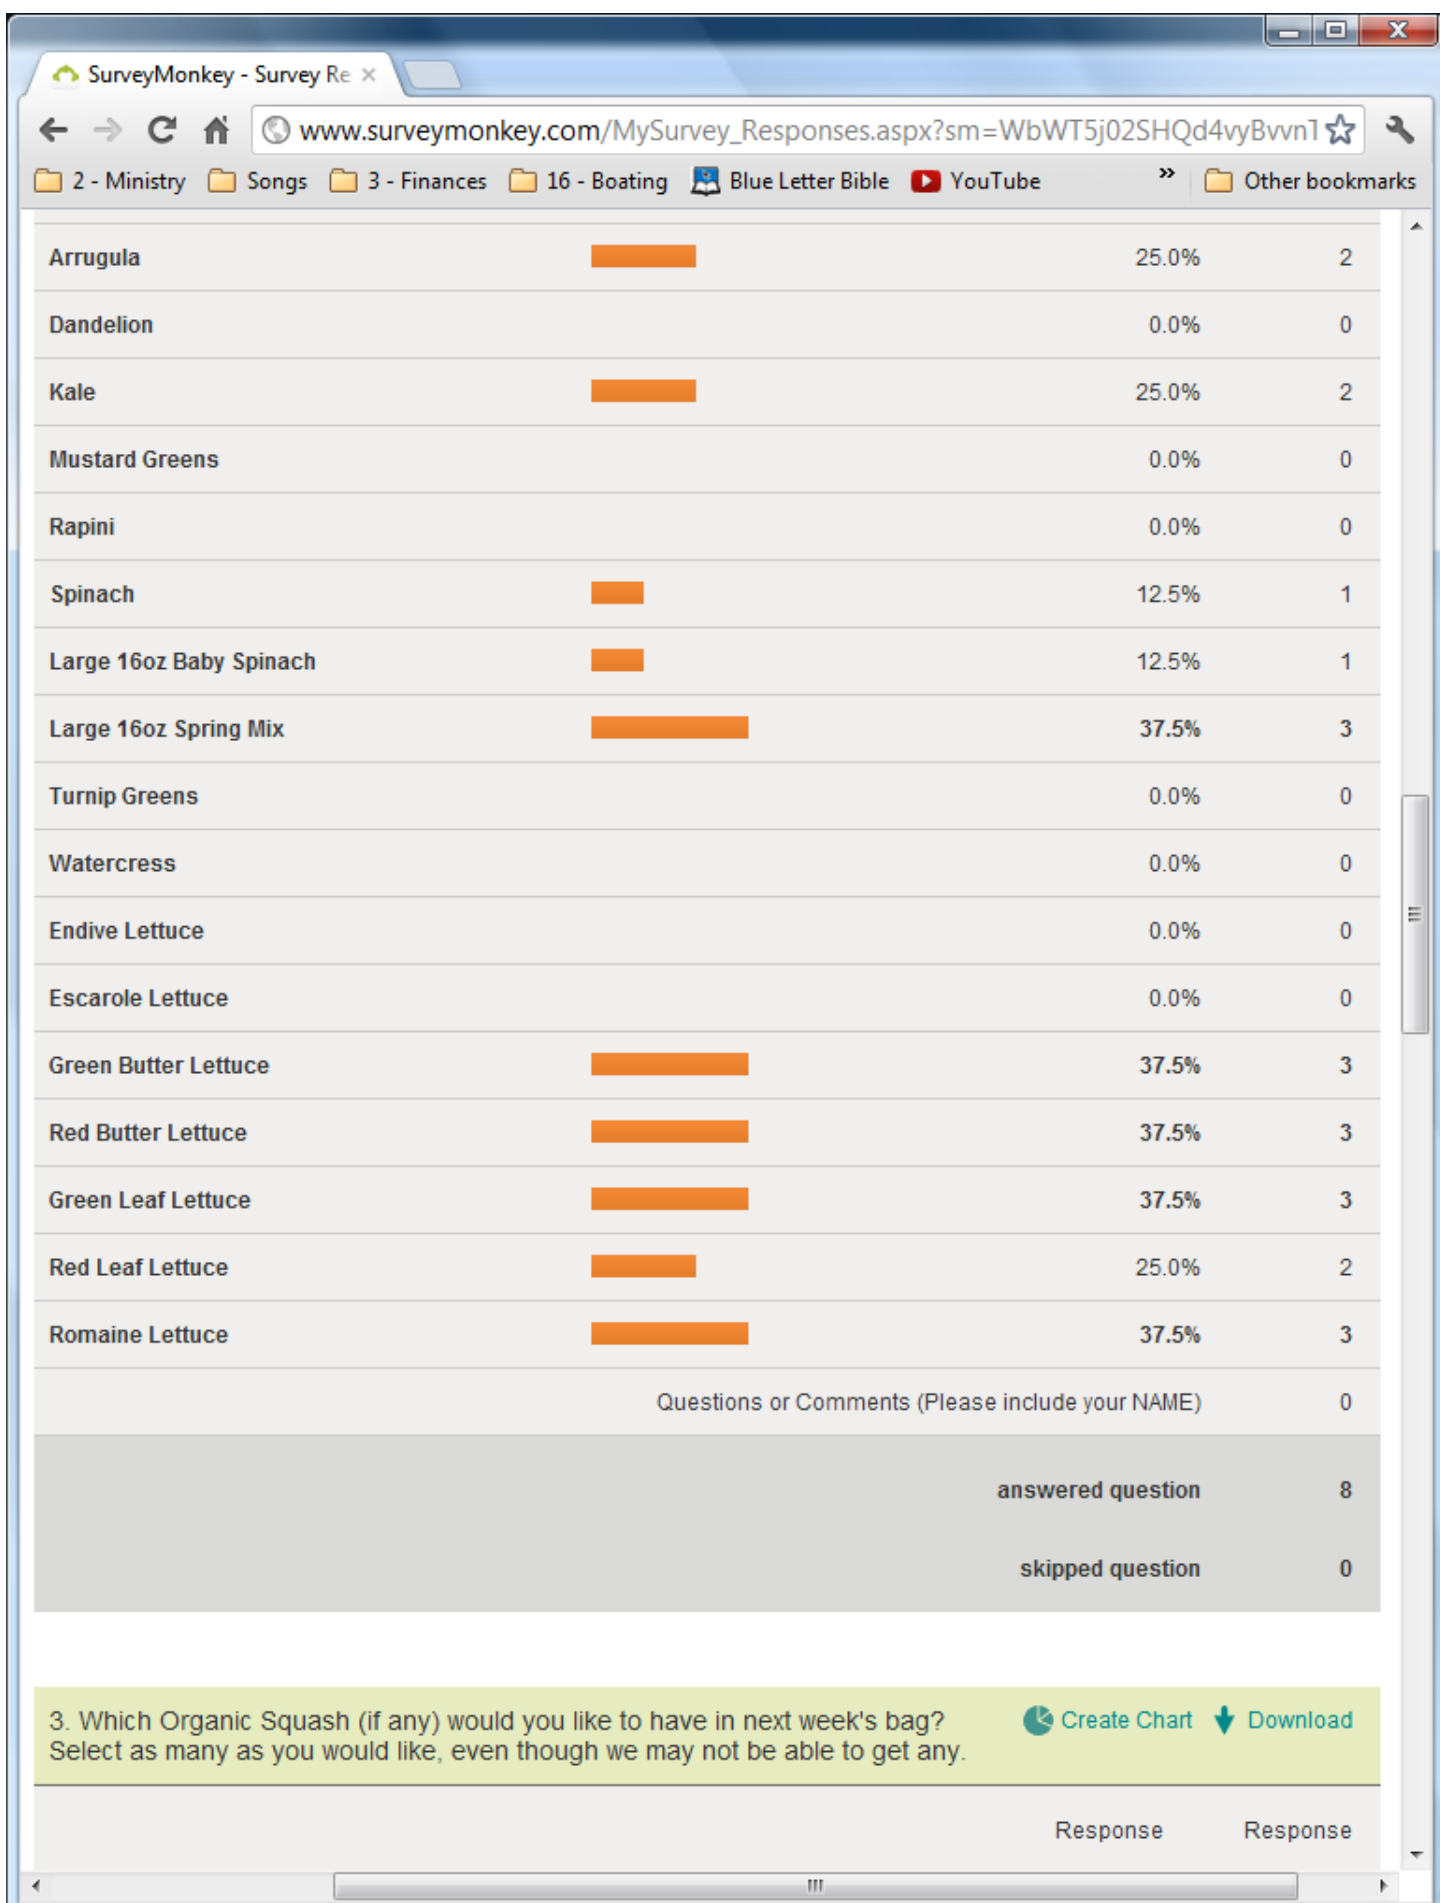 SurveyMonkey - Survey Re
www.surveymonkey.com/MySurvey_Responses.aspx?sm=WbWT5j02SHQd4vyBvvnT
2 - Ministry Songs 3 - Finances 16 - Boating Blue Letter Bible YouTube » Other bookmarks
Arrugula 25.0% 2
Dandelion 0.0% 0
Kale 25.0% 2
Mustard Greens 0.0% 0
Rapini 0.0% 0
Spinach 12.5% 1
Large 16oz Baby Spinach 12.5% 1
Large 16oz Spring Mix 37.5% 3
Turnip Greens 0.0% 0
Watercress 0.0% 0
Endive Lettuce 0.0% 0
Escarole Lettuce 0.0% 0
Green Butter Lettuce 37.5% 3
Red Butter Lettuce 37.5% 3
Green Leaf Lettuce 37.5% 3
Red Leaf Lettuce 25.0% 2
Romaine Lettuce 37.5% 3
Questions or Comments (Please include your NAME) 0
answered question 8
skipped question 0
3. Which Organic Squash (if any) would you like to have in next week's bag? Create Chart Download
Select as many as you would like, even though we may not be able to get any.
Response Response